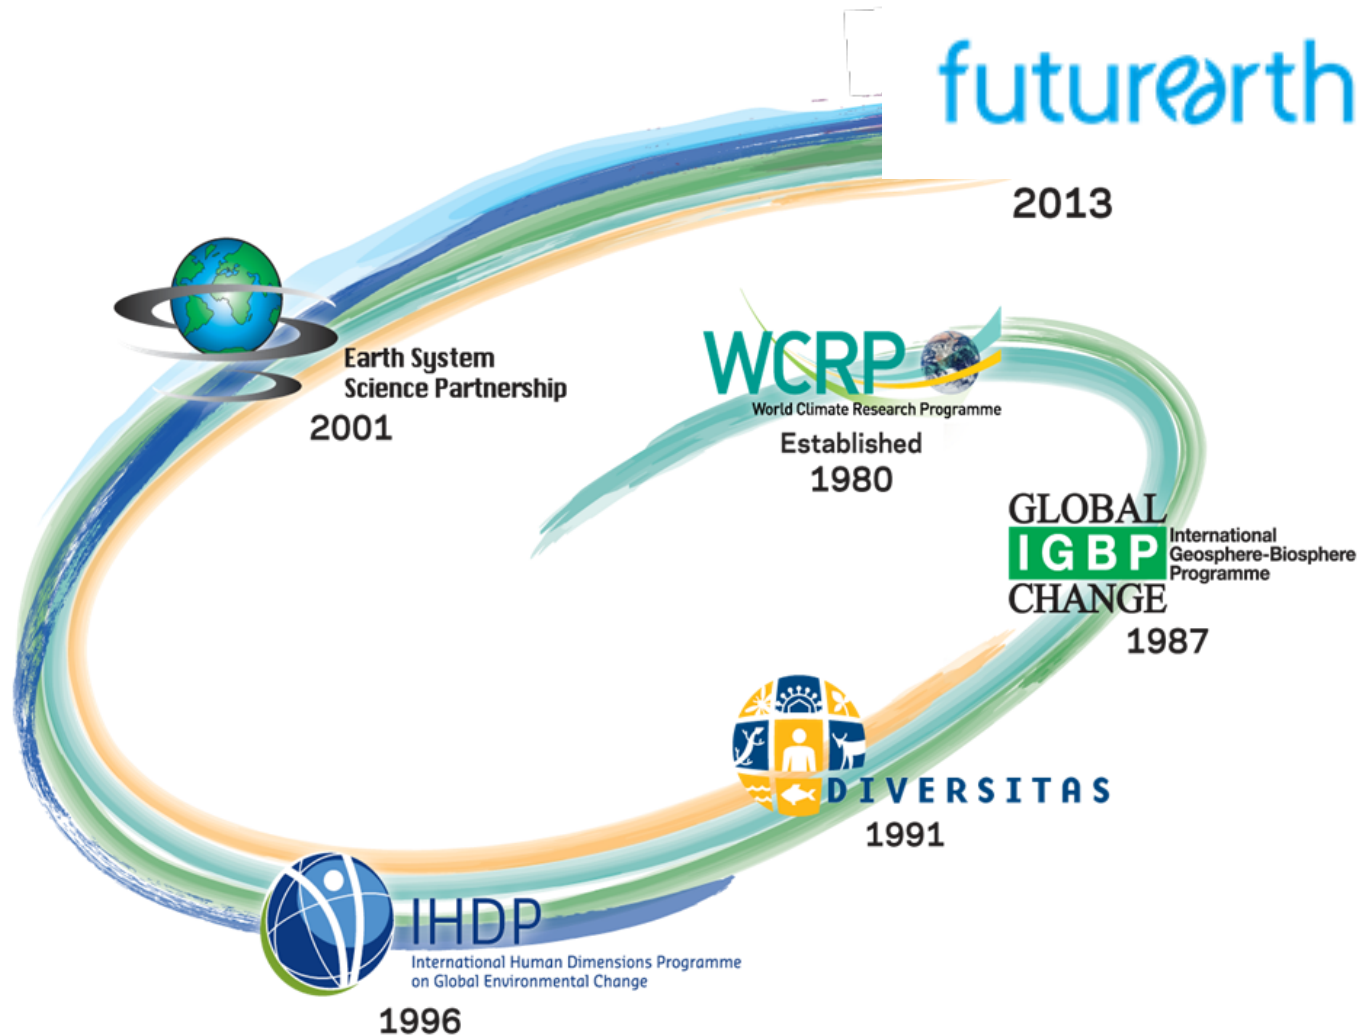 futurearth
2013
Earth System
Science Partnership
2001
WCRP
World Climate Research Programme
Established
1980
GLOBAL
IGBP
International
Geosphere-Biosphere
Programme
CHANGE
1987
DIVERSITAS
1991
IHDP
International Human Dimensions Programme
on Global Environmental Change
1996